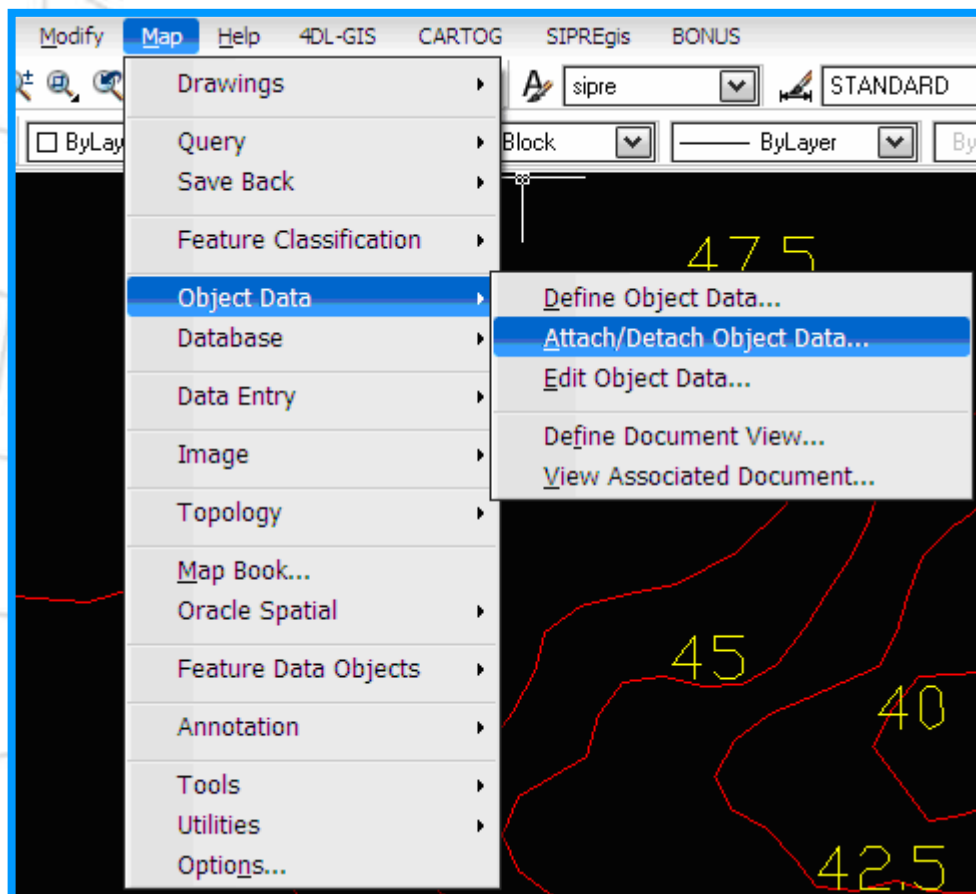 Modify Map Help 4DL-GIS CARTOG SIPREgis BONUS
sipre STANDARD
ByLay Block ByLayer By
Drawings
Query
Save Back
Feature Classification
Object Data
Database
Data Entry
Image
Topology
Map Book...
Oracle Spatial
Feature Data Objects
Annotation
Tools
Utilities
Options...
47.5
Define Object Data...
Attach/Detach Object Data...
Edit Object Data...
Define Document View...
View Associated Document...
45
40
42.5